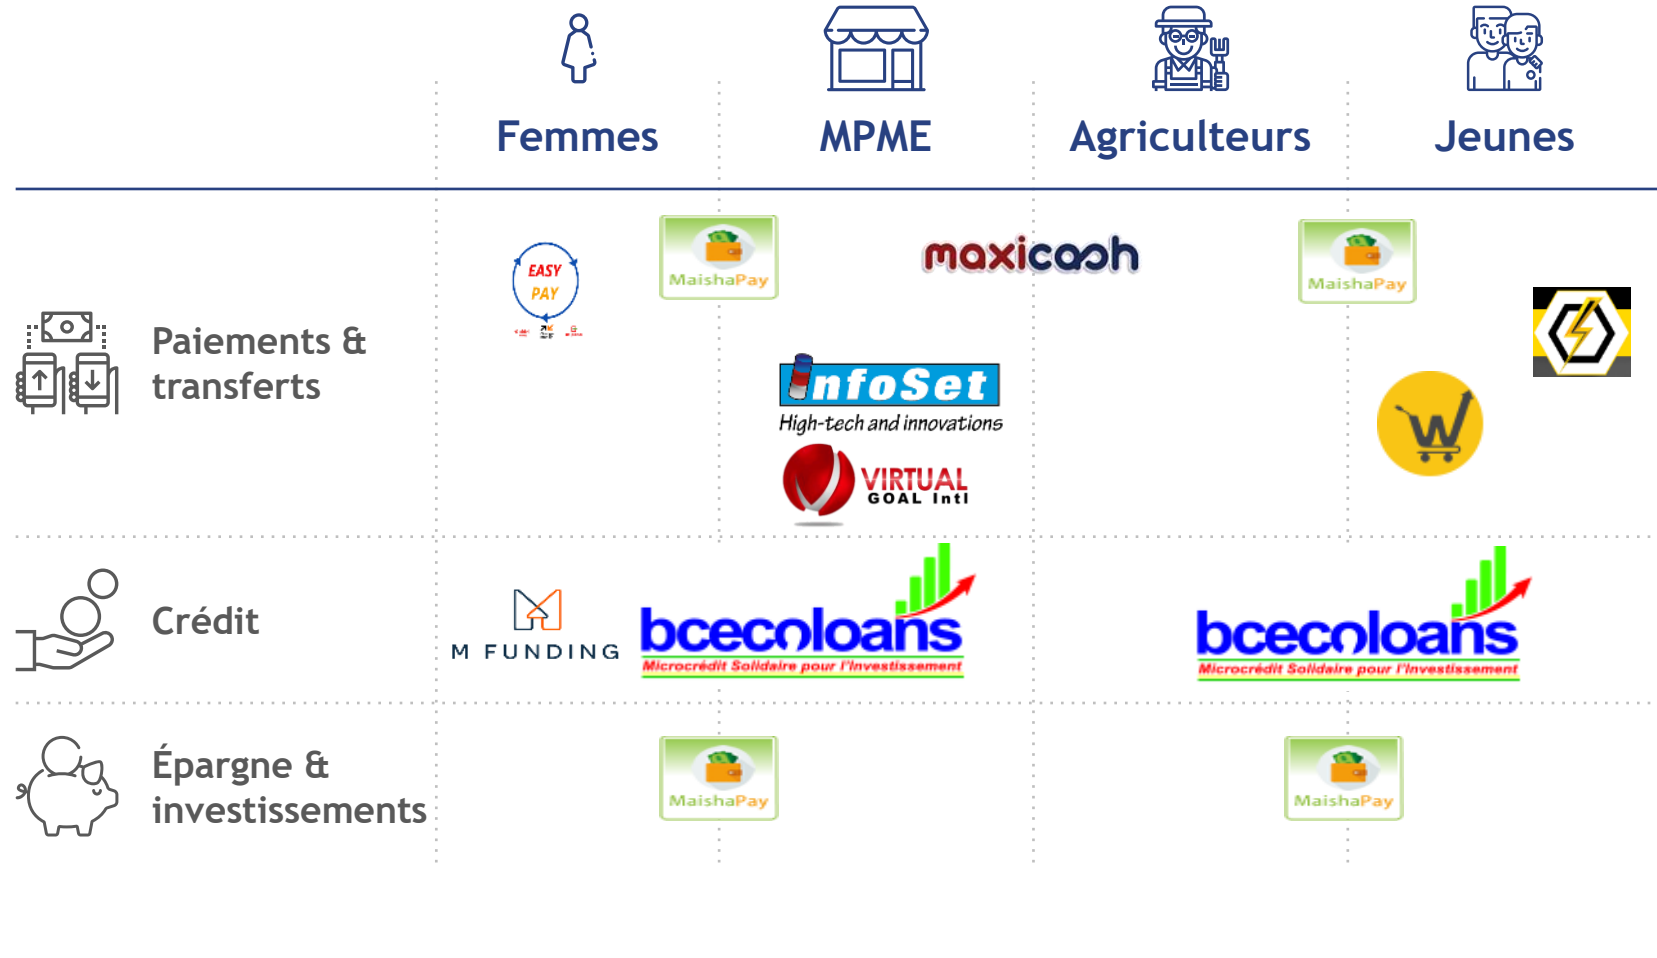 Femmes
MPME
Agriculteurs
Jeunes
Paiements &
transferts
EASY
PAY
MaishaPay
maxicash
MaishaPay
InfoSet
High-tech and innovations
VIRTUAL
GOAL Intl
W
Crédit
M FUNDING
bcecoloans
Microcrédit Solidaire pour l'Investissement
bcecoloans
Microcrédit Solidaire pour l'Investissement
Épargne &
investissements
MaishaPay
MaishaPay